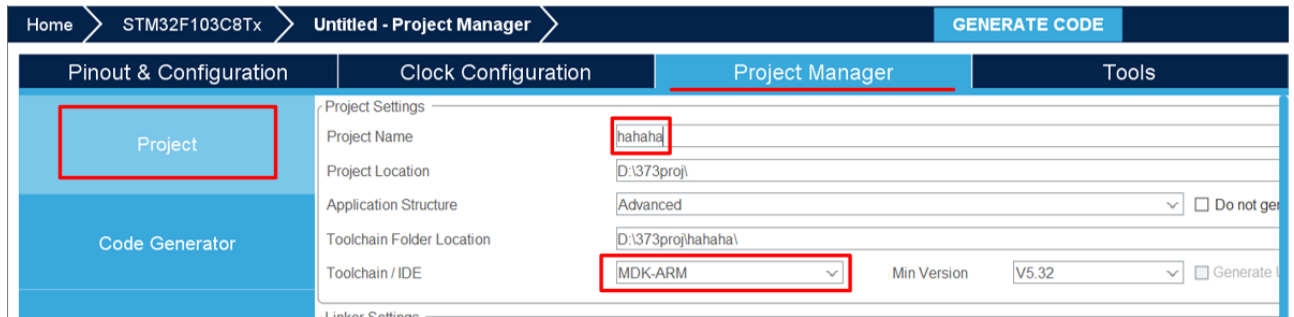 Home STM32F103C8Tx Untitled - Project Manager GENERATE CODE
Pinout & Configuration Clock Configuration Project Manager Tools
Project
Code Generator
Project Settings
Project Name hahaha
Project Location D:\373proj\
Application Structure Advanced Do not ger
Toolchain Folder Location D:\373proj\hahaha\
Toolchain / IDE MDK-ARM Min Version V5.32 Generate
Linker Settings